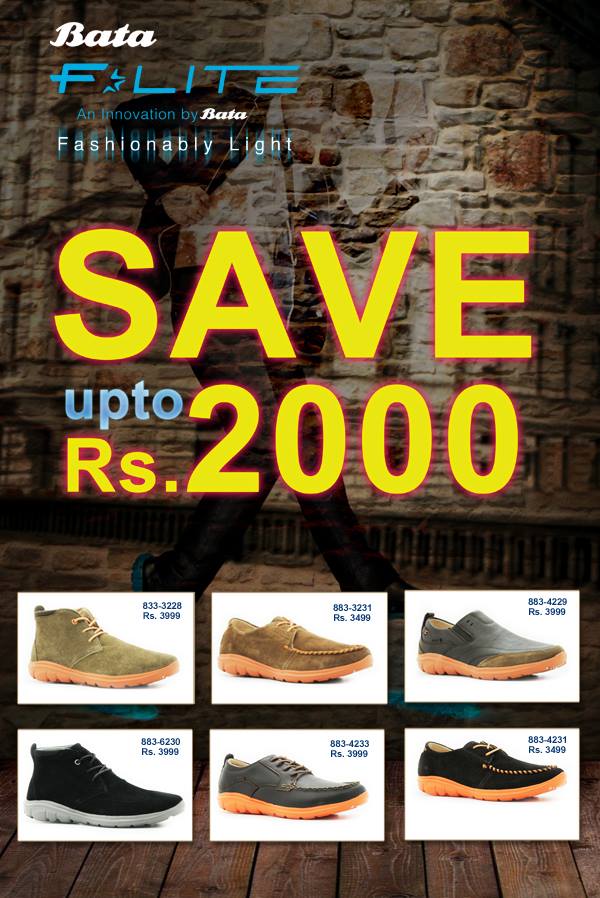 Bata
F LITE
An Innovation by Bata
Fashionably Light
SAVE
upto
Rs.2000
833-3228
Rs. 3999
883-3231
Rs. 3499
883-4229
Rs. 3999
883-6230
Rs. 3999
883-4233
Rs. 3999
883-4231
Rs. 3499